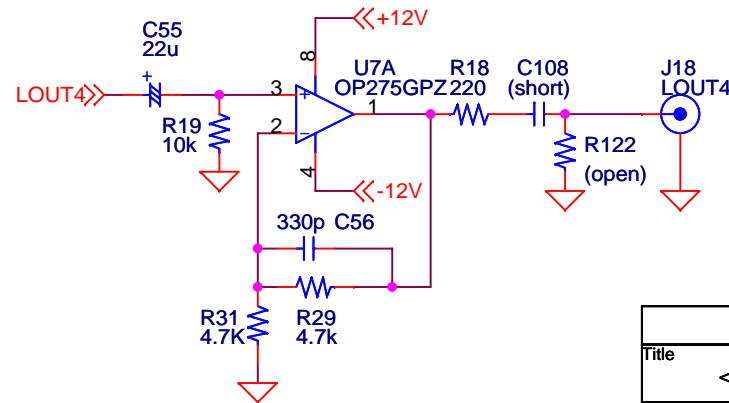 C55
22u
+12V
LOUT4
8
3
+
U7A
OP275GPZ
1
R18
220
C108
(short)
J18
LOUT4
R19
10k
2
4
-12V
R122
(open)
330p C56
R31
4.7K
R29
4.7k
Title
<